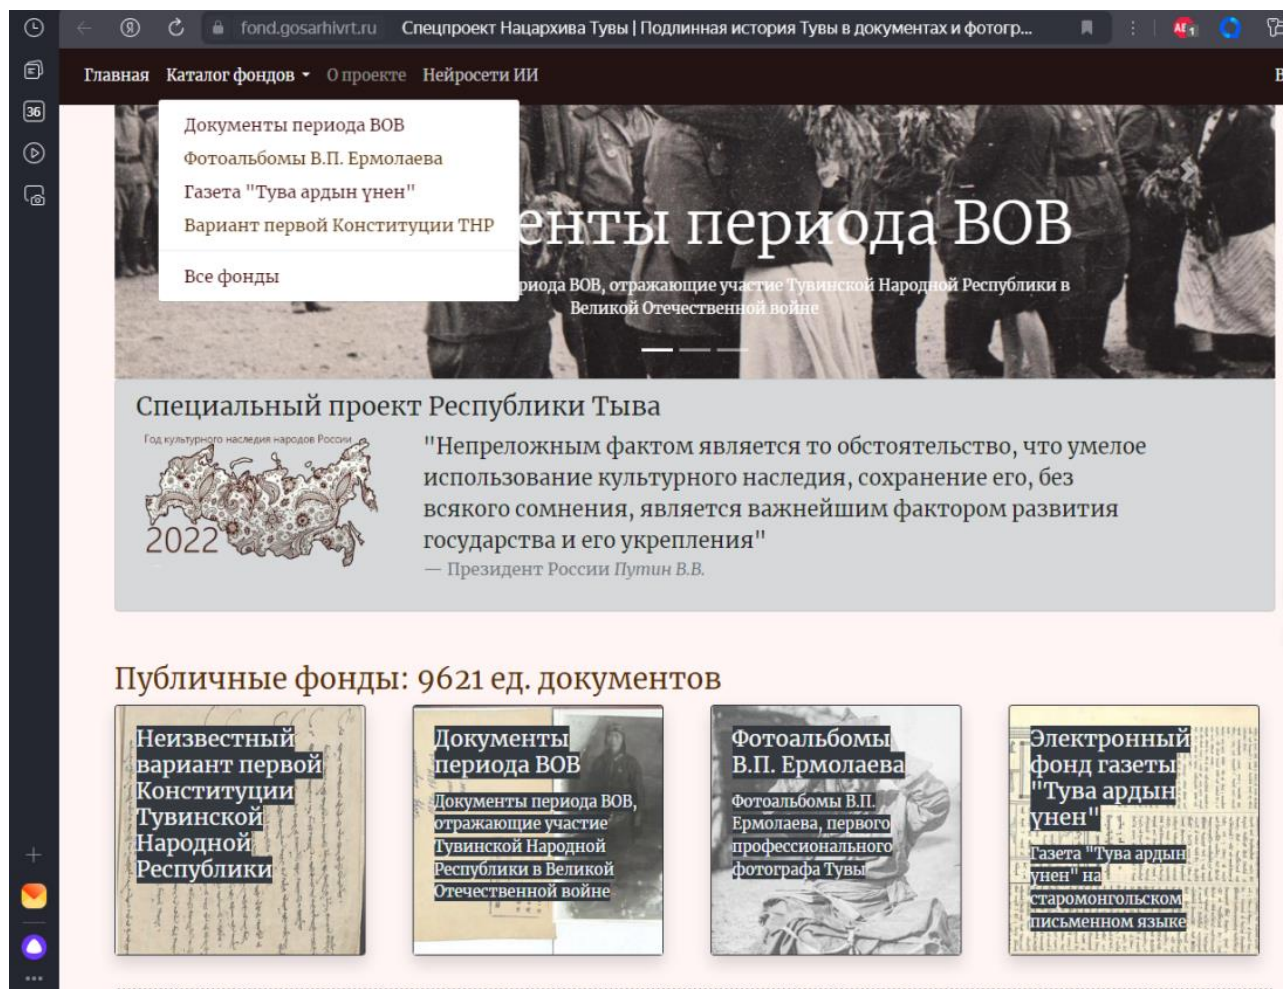 fond.gosarhivrt.ru Спецпроект Нацархива Тувы | Подлинная история Тувы в документах и фотогр...
36
Главная Каталог фондов О проекте Нейросети ИИ
Документы периода ВОВ
Фотоальбомы В.П. Ермолаева
Газета "Тува ардын үнен"
Вариант первой Конституции ТНР
Все фонды
енты периода ВОВ
риода ВОВ, отражающие участие Тувинской Народной Республики в
Великой Отечественной войне
Специальный проект Республики Тыва
Год культурного наследия народов России
2022
"Непреложным фактом является то обстоятельство, что умелое
использование культурного наследия, сохранение его, без
всякого сомнения, является важнейшим фактором развития
государства и его укрепления"
— Президент России Путин В.В.
Публичные фонды: 9621 ед. документов
Неизвестный
вариант первой
Конституции
Тувинской
Народной
Республики
Документы
периода ВОВ
Документы периода ВОВ,
отражающие участие
Тувинской Народной
Республики в Великой
Отечественной войне
Фотоальбомы
В.П. Ермолаева
Фотоальбомы В.П.
Ермолаева, первого
профессионального
фотографа Тувы
Электронный
фонд газеты
"Тува ардын
үнен"
Газета "Тува ардын
үнен" на
старомонгольском
письменном языке